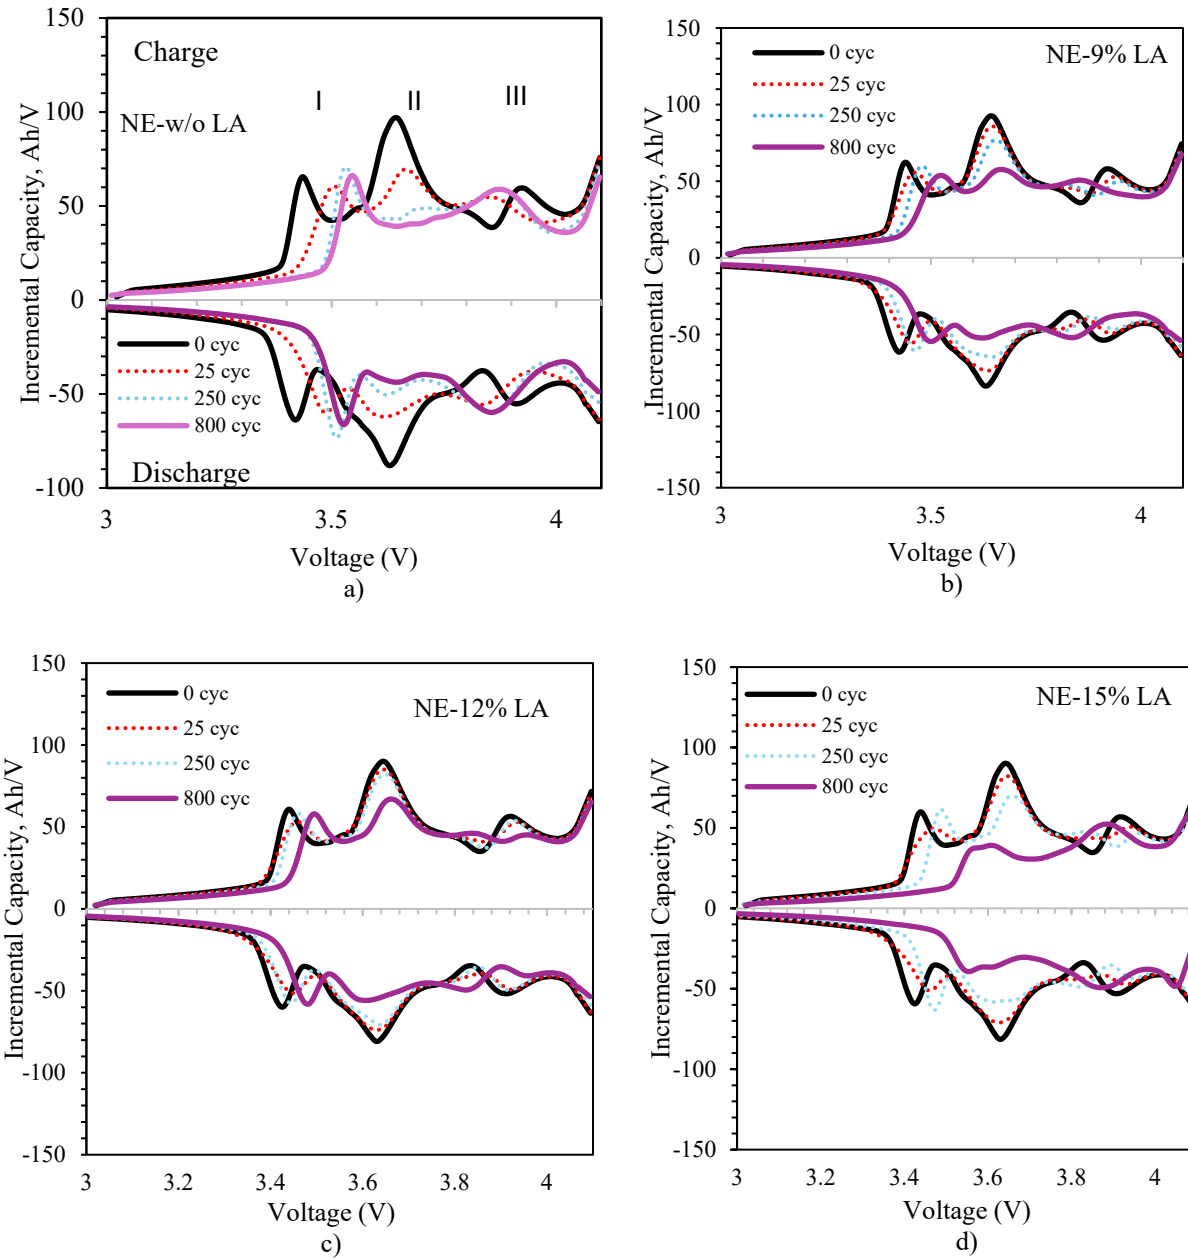 150
100
50
0
-50
-100
Incremental Capacity, Ah/V
Charge
I
II
III
NE-w/o LA
0 cyc
25 cyc
250 cyc
800 cyc
Discharge
3
3.5
4
Voltage (V)
a)
150
100
50
0
-50
-100
-150
Incremental Capacity, Ah/V
0 cyc
25 cyc
250 cyc
800 cyc
NE-9% LA
3
3.5
4
Voltage (V)
b)
150
100
50
0
-50
-100
-150
Incremental Capacity, Ah/V
0 cyc
25 cyc
250 cyc
800 cyc
NE-12% LA
3
3.2
3.4
3.6
3.8
4
Voltage (V)
c)
150
100
50
0
-50
-100
-150
Incremental Capacity, Ah/V
0 cyc
25 cyc
250 cyc
800 cyc
NE-15% LA
3
3.2
3.4
3.6
3.8
4
Voltage (V)
d)